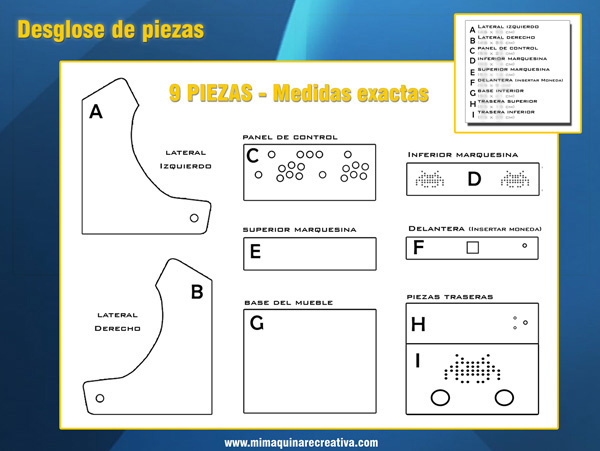 Desglose de piezas
A LATERAL IZQUIERDO
B LATERAL DERECHO
C PANEL DE CONTROL
D INFERIOR MARQUESINA
E SUPERIOR MARQUESINA
F DELANTERA (INSERTAR MONEDA)
G BASE INTERIOR
H TRASERA SUPERIOR
I TRASERA INFERIOR
9 PIEZAS - Medidas exactas
A
LATERAL
IZQUIERDO
PANEL DE CONTROL
C
INFERIOR MARQUESINA
D
SUPERIOR MARQUESINA
E
DELANTERA (INSERTAR MONEDA)
F
B
LATERAL
DERECHO
BASE DEL MUEBLE
G
PIEZAS TRASERAS
H
I
www.mimaquinarecreativa.com